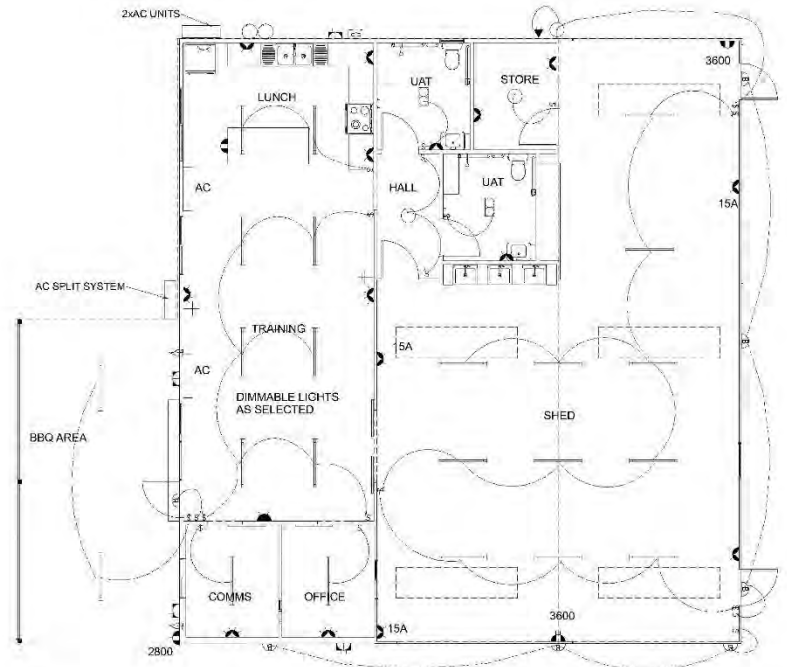 2xAC UNITS
3600
UAT
STORE
LUNCH
AC
HALL
UAT
15A
AC SPLIT SYSTEM
TRAINING
15A
AC
DIMMABLE LIGHTS
AS SELECTED
SHED
BBQ AREA
COMMS
OFFICE
3600
15A
2800